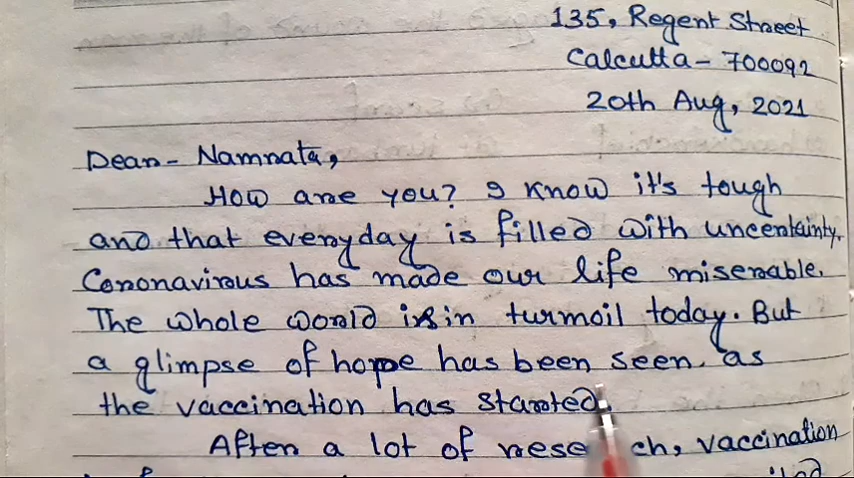 135, Regent Street
Calcutta - 700092
20th Aug, 2021
Dear - Namrata,
How are you? I know it's tough
and that everyday is filled with uncertainty.
Coronavirus has made our life miserable.
The whole world is in turmoil today. But
a glimpse of hope has been seen as
the vaccination has started.
After a lot of rese ch, vaccination